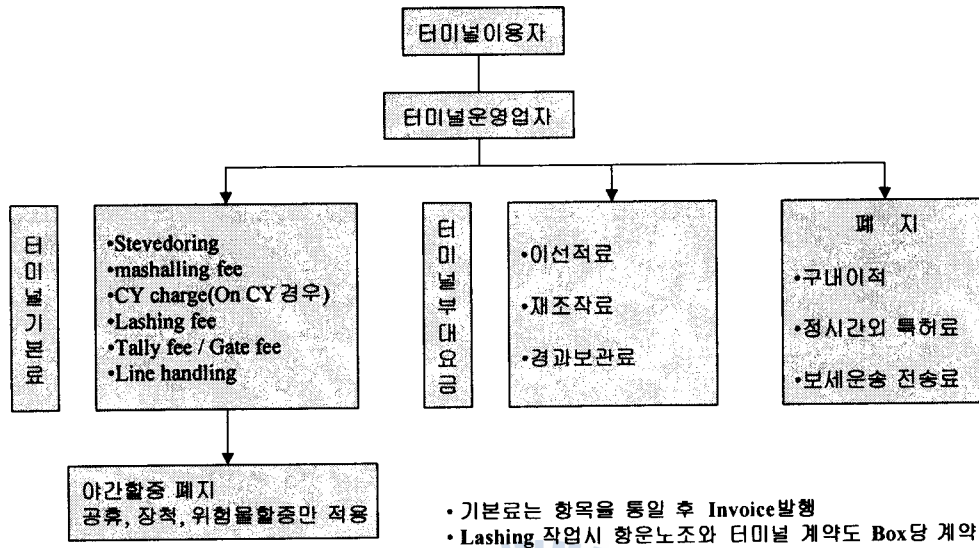 터미널이용자
터미널운영업자
터미널기본료
•Stevedoring
•mashalling fee
•CY charge(On CY 경우)
•Lashing fee
•Tally fee / Gate fee
•Line handling
터미널부대요금
•이선적료
•재조작료
•경과보관료
폐 지
•구내이적
•정시간외 특허료
•보세운송 전송료
야간할증 폐지
공휴, 장척, 위험물할증만 적용
• 기본료는 항목을 통일 후 Invoice발행
• Lashing 작업시 항운노조와 터미널 계약도 Box당 계약